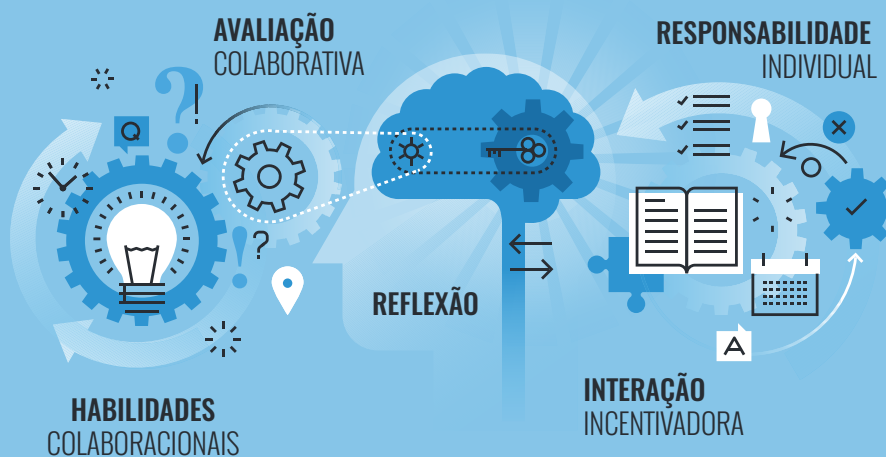 AVALIAÇÃO
COLABORATIVA
RESPONSABILIDADE
INDIVIDUAL
Q
REFLEXÃO
A
HABILIDADES
COLABORACIONAIS
INTERAÇÃO
INCENTIVADORA